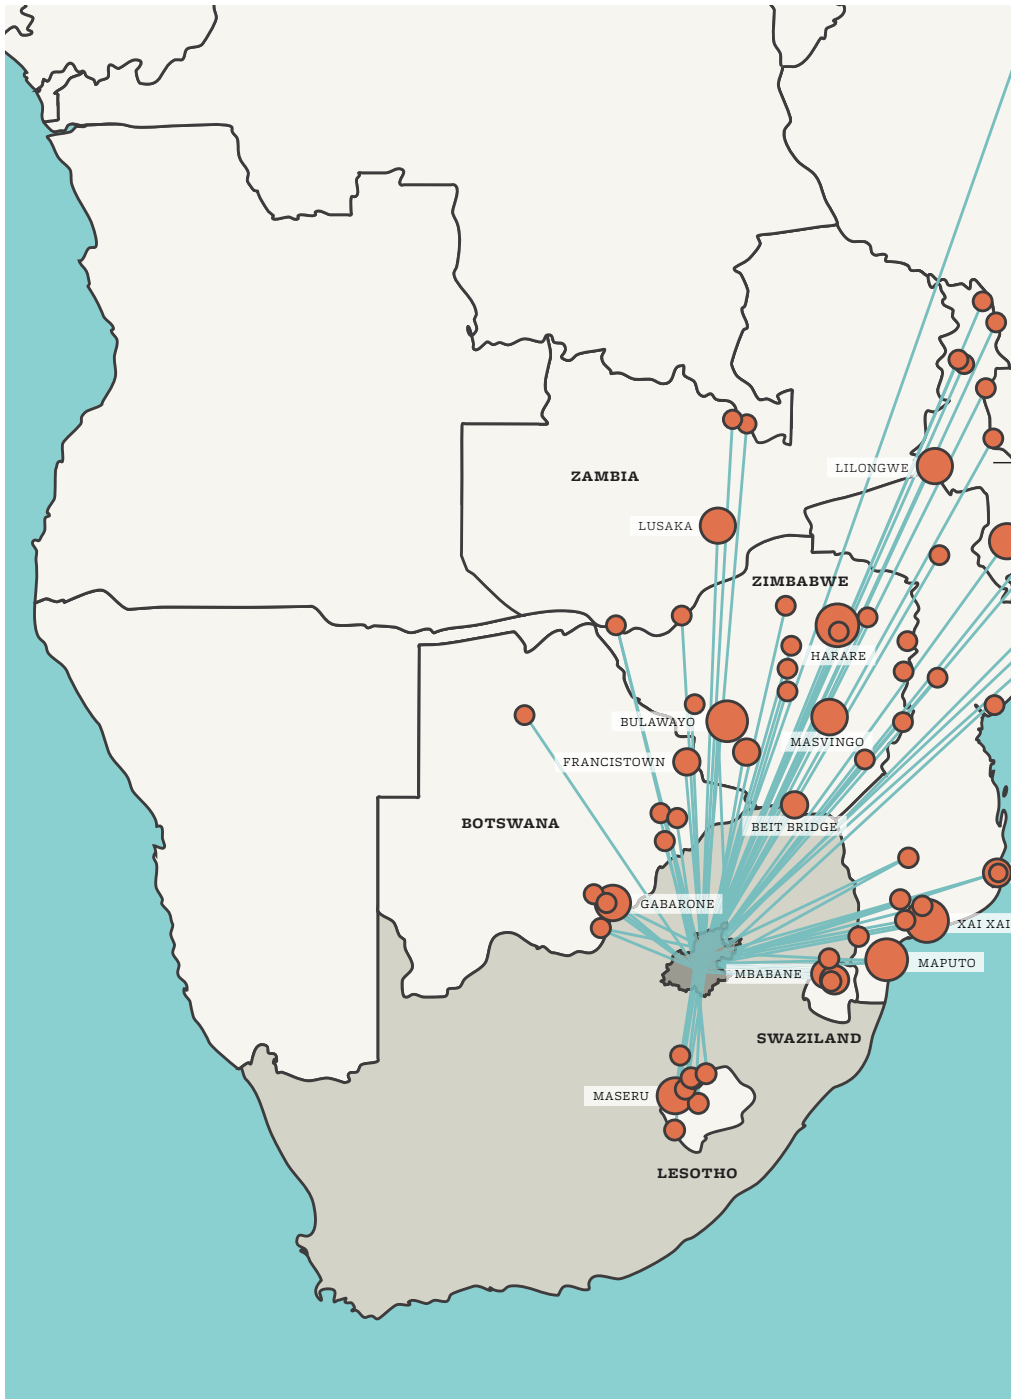 LILONGWE
ZAMBIA
LUSAKA
ZIMBABWE
HARARE
BULAWAYO
MASVINGO
FRANCISTOWN
BOTSWANA
BEIT BRIDGE
GABARONE
XAI XAI
MAPUTO
MBABANE
SWAZILAND
MASERU
LESOTHO